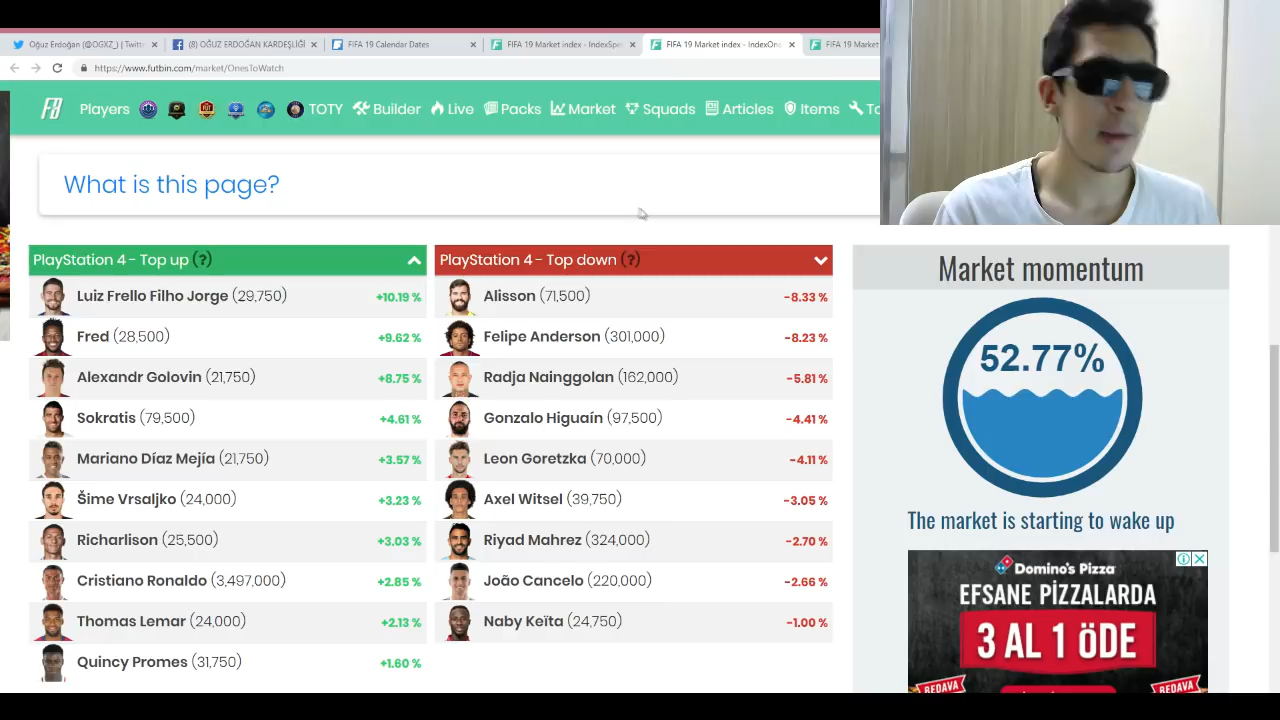 Oğuz Erdoğan (@OGXZ_) | Twitt
(8) OĞUZ ERDOĞAN KARDEŞLİĞİ
FIFA 19 Calendar Dates
FIFA 19 Market index - IndexSpe
FIFA 19 Market index - IndexOne
FIFA 19 Market
https://www.futbin.com/market/OnesToWatch
Players
TOTY
Builder
Live
Packs
Market
Squads
Articles
Items
To
What is this page?
PlayStation 4 - Top up (?)
Luiz Frello Filho Jorge (29,750) +10.19 %
Fred (28,500) +9.62 %
Alexandr Golovin (21,750) +8.75 %
Sokratis (79,500) +4.61 %
Mariano Díaz Mejía (21,750) +3.57 %
Šime Vrsaljko (24,000) +3.23 %
Richarlison (25,500) +3.03 %
Cristiano Ronaldo (3,497,000) +2.85 %
Thomas Lemar (24,000) +2.13 %
Quincy Promes (31,750) +1.60 %
PlayStation 4 - Top down (?)
Alisson (71,500) -8.33 %
Felipe Anderson (301,000) -8.23 %
Radja Nainggolan (162,000) -5.81 %
Gonzalo Higuaín (97,500) -4.41 %
Leon Goretzka (70,000) -4.11 %
Axel Witsel (39,750) -3.05 %
Riyad Mahrez (324,000) -2.70 %
João Cancelo (220,000) -2.66 %
Naby Keïta (24,750) -1.00 %
Market momentum
52.77%
The market is starting to wake up
Domino's Pizza
EFSANE PİZZALARDA
3 AL 1 ÖDE
BEDAVA
BEDAVA